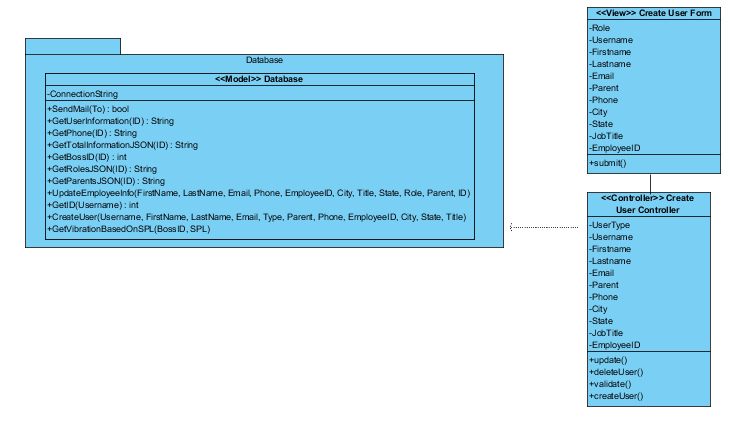 Database
<<Model>> Database
-ConnectionString
+SendMail(To) : bool
+GetUserInformation(ID) : String
+GetPhone(ID) : String
+GetTotalInformationJSON(ID) : String
+GetBossID(ID) : int
+GetRolesJSON(ID) : String
+GetParentsJSON(ID) : String
+UpdateEmployeeInfo(FirstName, LastName, Email, Phone, EmployeeID, City, Title, State, Role, Parent, ID)
+GetID(Username) : int
+CreateUser(Username, FirstName, LastName, Email, Type, Parent, Phone, EmployeeID, City, State, Title)
+GetVibrationBasedOnSPL(BossID, SPL)
<<View>> Create User Form
-Role
-Username
-Firstname
-Lastname
-Email
-Parent
-Phone
-City
-State
-JobTitle
-EmployeeID
+submit()
<<Controller>> Create
User Controller
-UserType
-Username
-Firstname
-Lastname
-Email
-Parent
-Phone
-City
-State
-JobTitle
-EmployeeID
+update()
+deleteUser()
+validate()
+createUser()